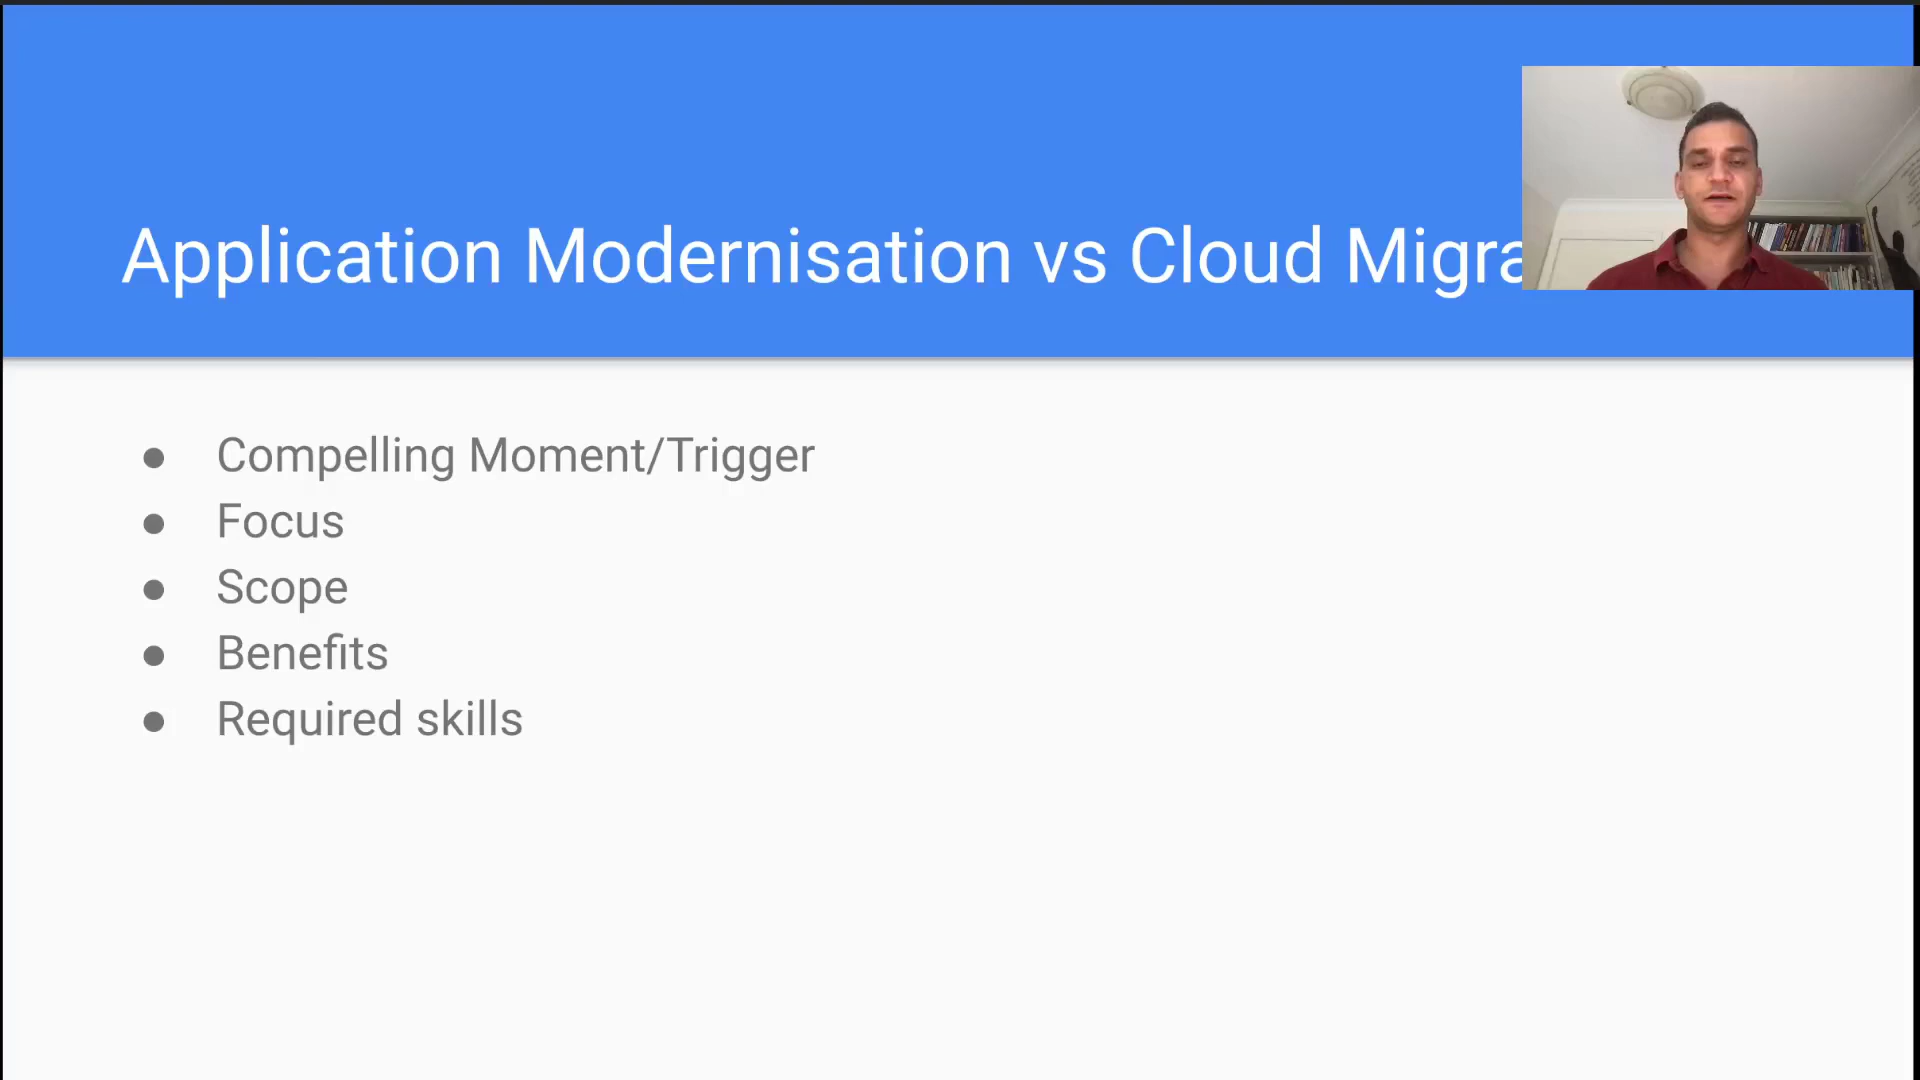 Application Modernisation vs Cloud Migra
Compelling Moment/Trigger
Focus
Scope
Benefits
Required skills